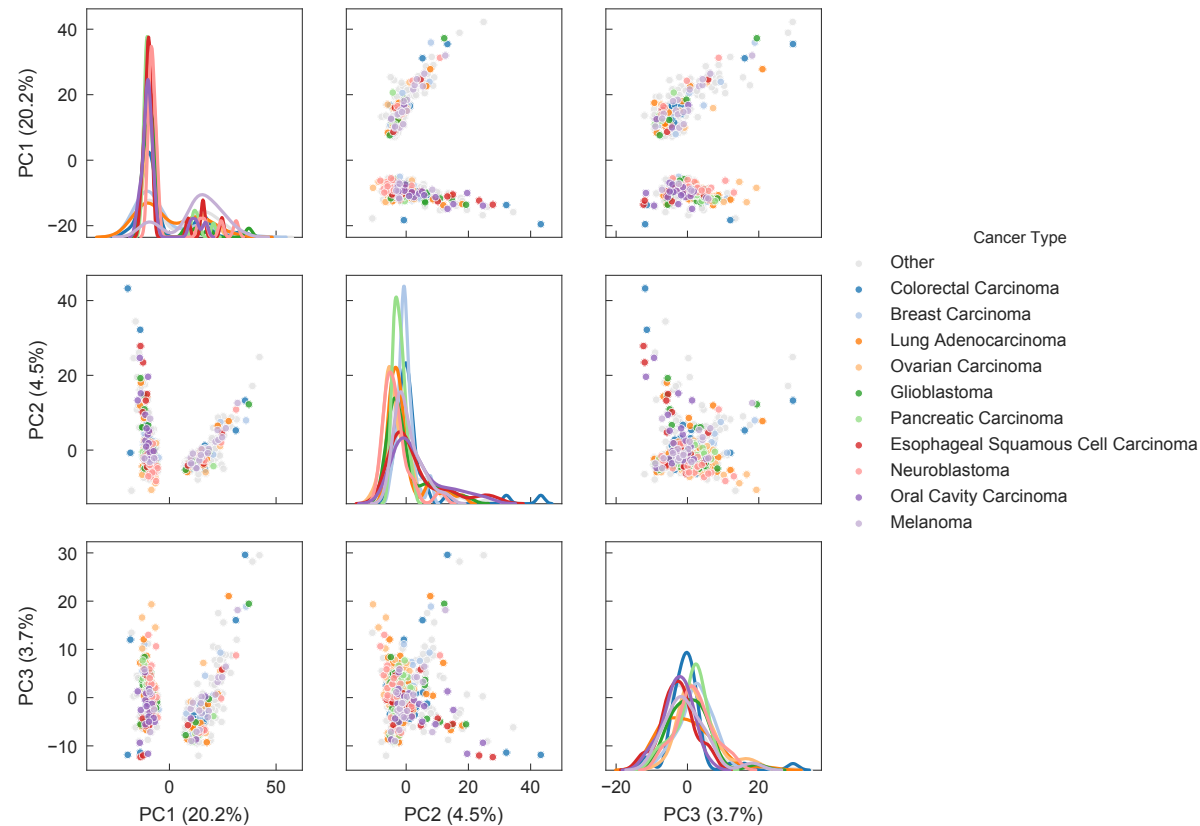 40
20
0
−20
PC1 (20.2%)
40
20
0
PC2 (4.5%)
30
20
10
0
−10
PC3 (3.7%)
0
50
PC1 (20.2%)
0
20
40
PC2 (4.5%)
−20
0
20
PC3 (3.7%)
Cancer Type
Other
Colorectal Carcinoma
Breast Carcinoma
Lung Adenocarcinoma
Ovarian Carcinoma
Glioblastoma
Pancreatic Carcinoma
Esophageal Squamous Cell Carcinoma
Neuroblastoma
Oral Cavity Carcinoma
Melanoma